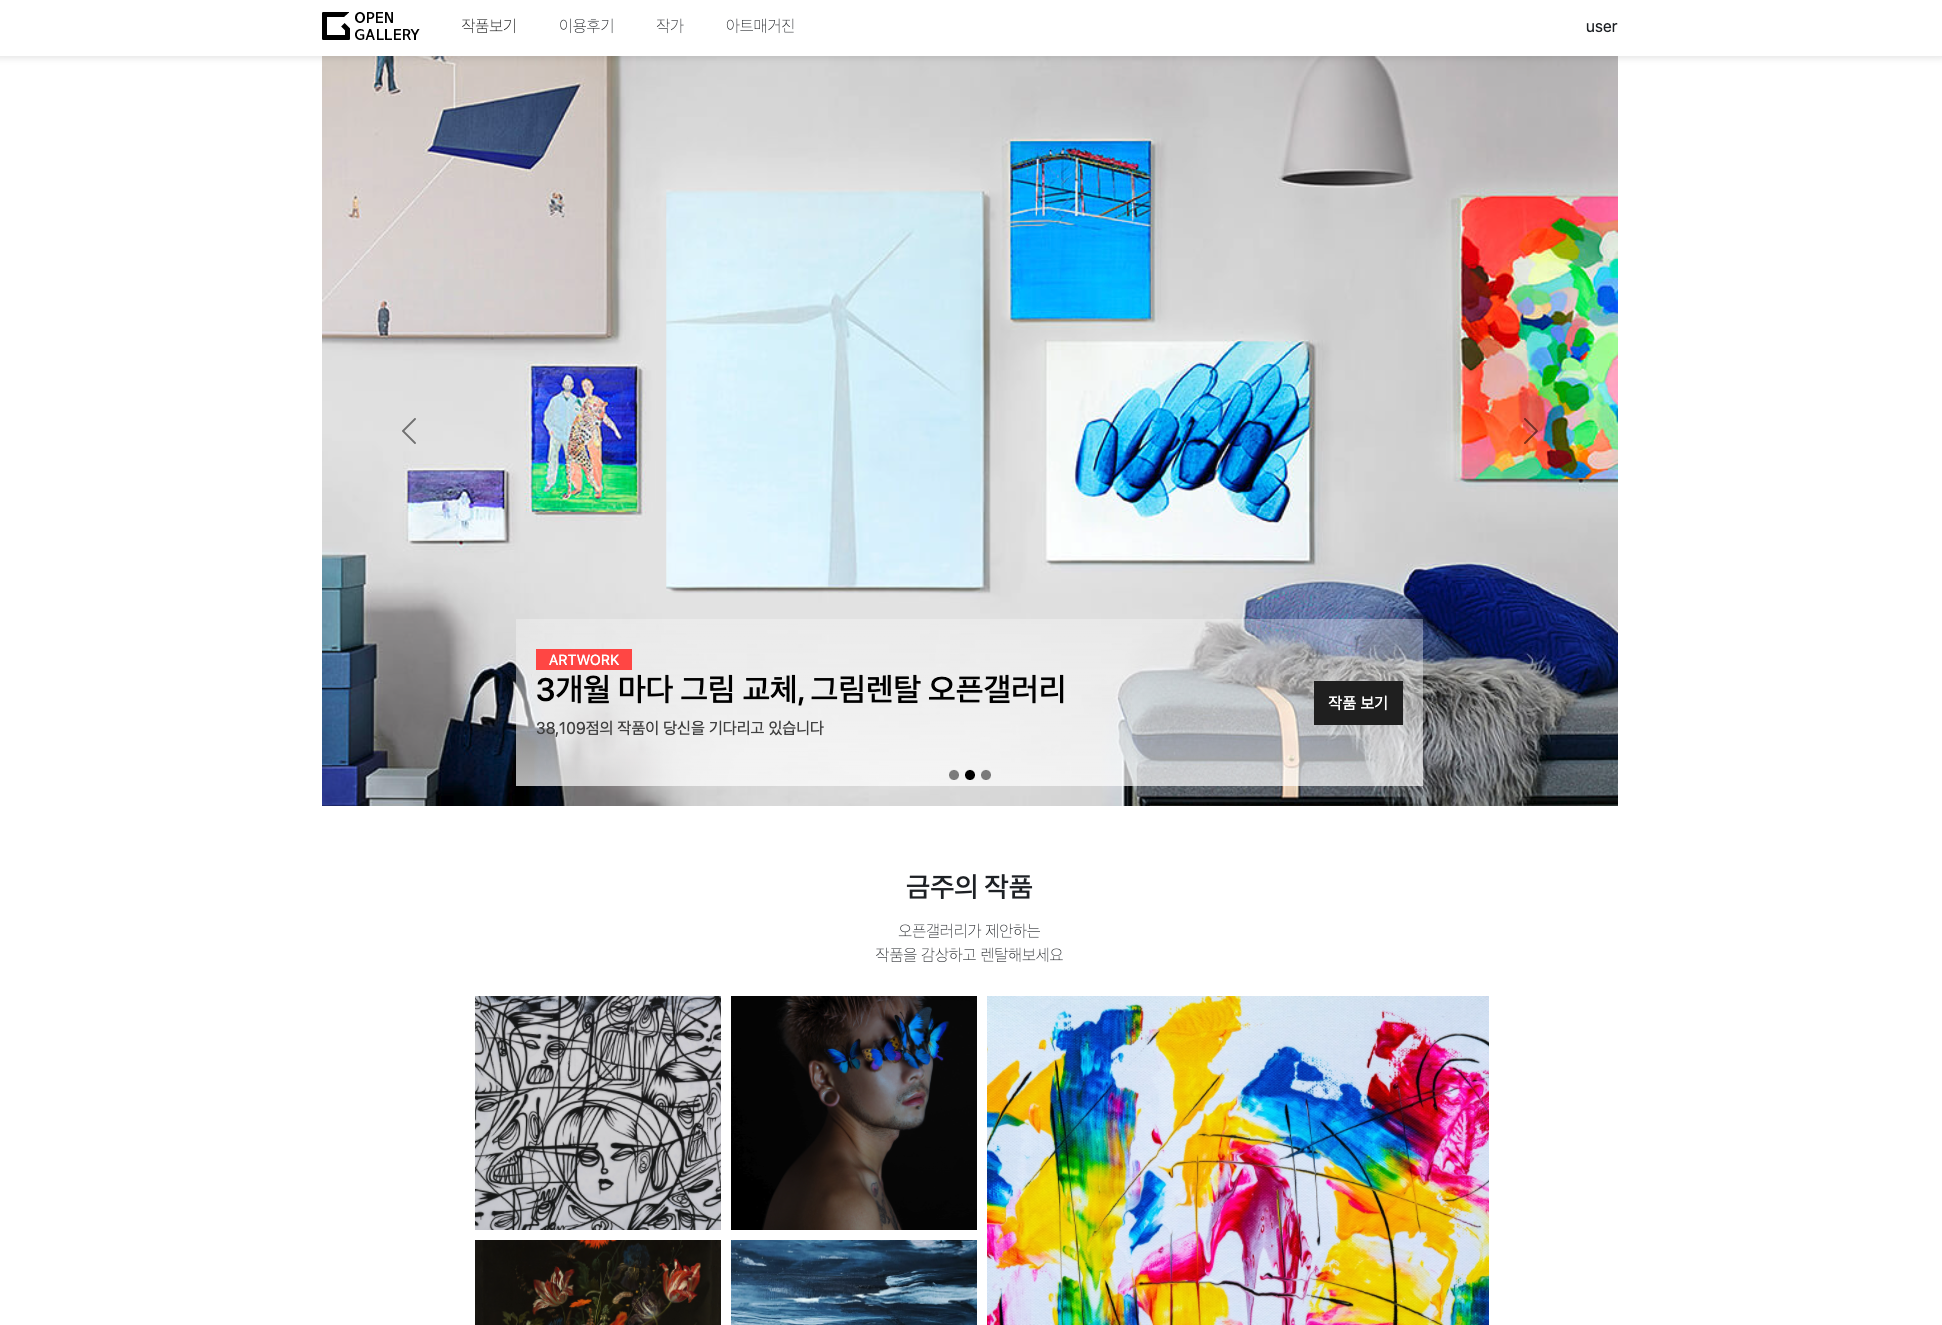 OPEN
GALLERY
작품보기
이용후기
작가
아트매거진
user
ARTWORK
3개월 마다 그림 교체, 그림렌탈 오픈갤러리
38,109점의 작품이 당신을 기다리고 있습니다
작품 보기
금주의 작품
오픈갤러리가 제안하는
작품을 감상하고 렌탈해보세요